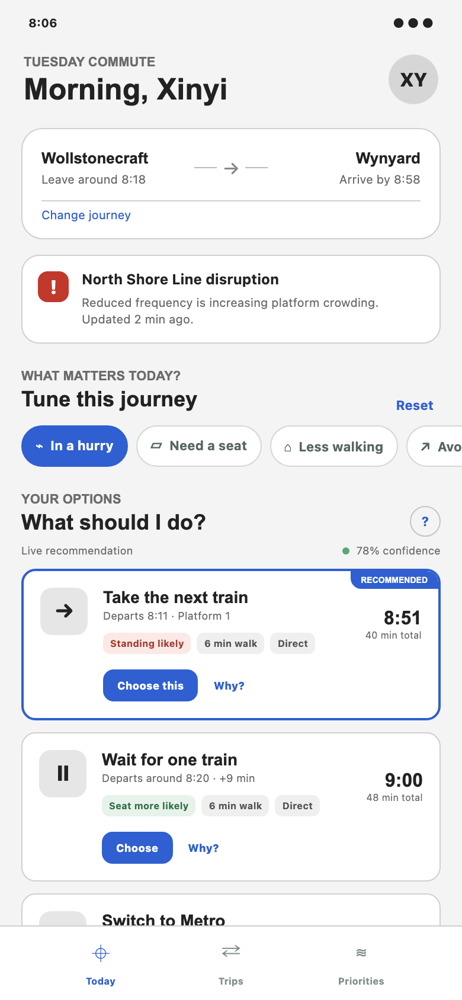 8:06
TUESDAY COMMUTE
Morning, Xinyi
XY
Wollstonecraft
Leave around 8:18
Wynyard
Arrive by 8:58
Change journey
!
North Shore Line disruption
Reduced frequency is increasing platform crowding.
Updated 2 min ago.
WHAT MATTERS TODAY?
Tune this journey
Reset
In a hurry
Need a seat
Less walking
Avo
YOUR OPTIONS
What should I do?
?
Live recommendation
78% confidence
RECOMMENDED
Take the next train
Departs 8:11 · Platform 1
8:51
40 min total
Standing likely
6 min walk
Direct
Choose this
Why?
Wait for one train
Departs around 8:20 · +9 min
9:00
48 min total
Seat more likely
6 min walk
Direct
Choose
Why?
Switch to Metro
Today
Trips
Priorities